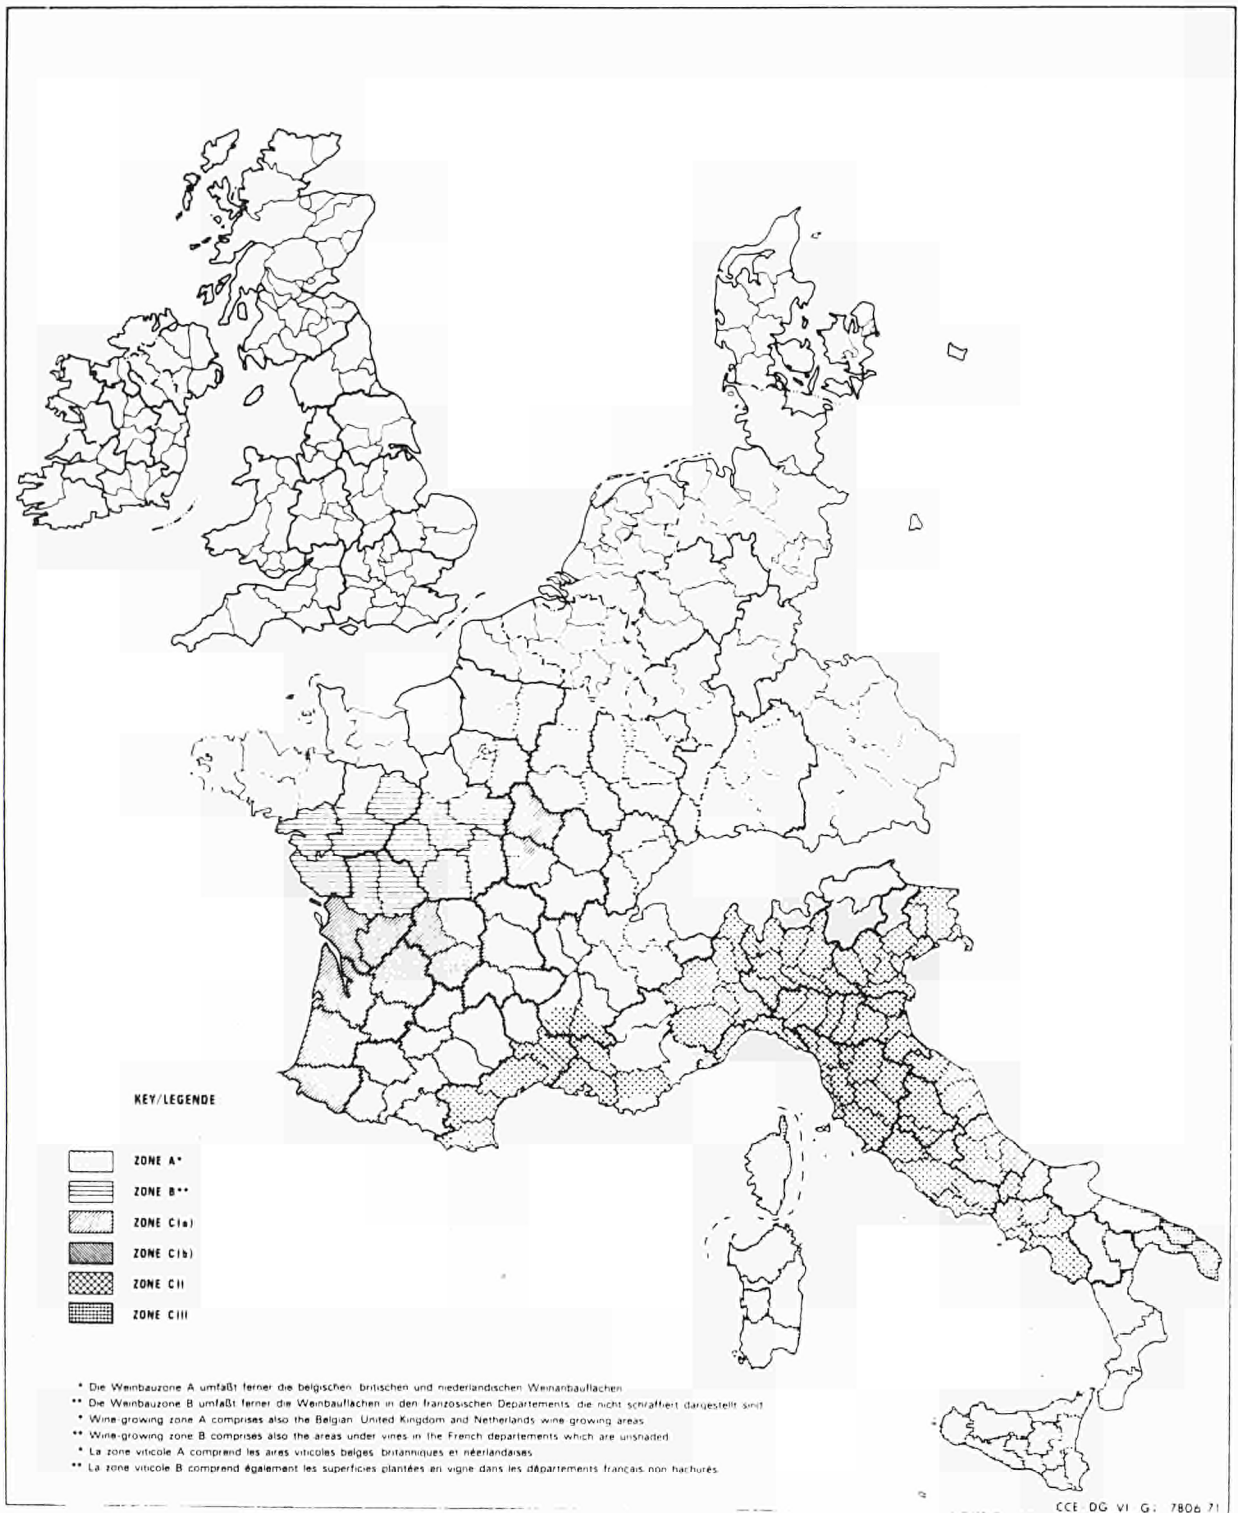 KEY/LEGENDE
ZONE A*
ZONE B**
ZONE C(a)
ZONE C(b)
ZONE CII
ZONE CIII
* Die Weinbauzone A umfaßt ferner die belgischen britischen und niederländischen Weinanbauflächen
** Die Weinbauzone B umfaßt ferner die Weinbauflächen in den französischen Departements die nicht schraffiert dargestellt sind
* Wine-growing zone A comprises also the Belgian United Kingdom and Netherlands wine growing areas
** Wine-growing zone B comprises also the areas under vines in the French departements which are unshaded
* La zone viticole A comprend les aires viticoles belges britanniques et néerlandaises
** La zone viticole B comprend également les superficies plantées en vigne dans les départements français non hachurés
CCE DG VI G: 7806 71